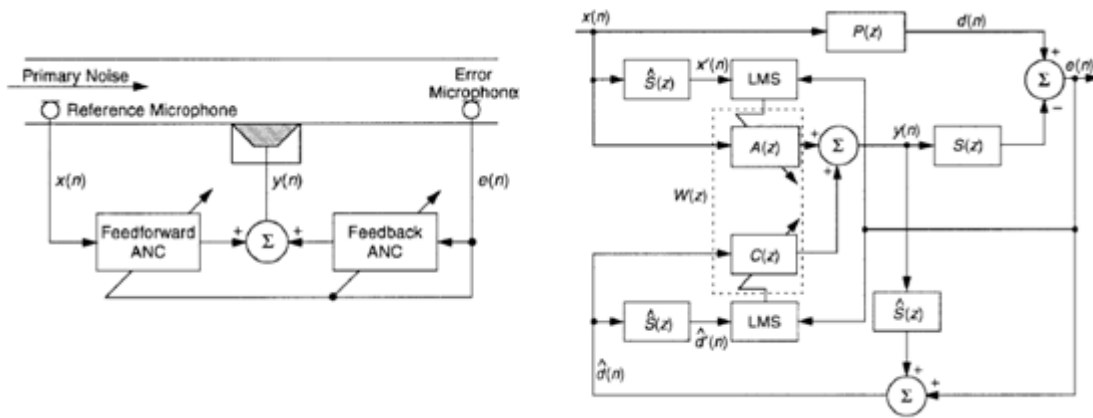 Primary Noise
Error
Microphone
Reference Microphone
x(n)
y(n)
e(n)
Feedforward
ANC
+
Σ
+
Feedback
ANC
x(n)
P(z)
d(n)
+
Σ
e(n)
−
Ŝ(z)
x'(n)
LMS
A(z)
+
Σ
+
y(n)
S(z)
W(z)
C(z)
Ŝ(z)
d̂'(n)
LMS
Ŝ(z)
d̂(n)
+
Σ
+